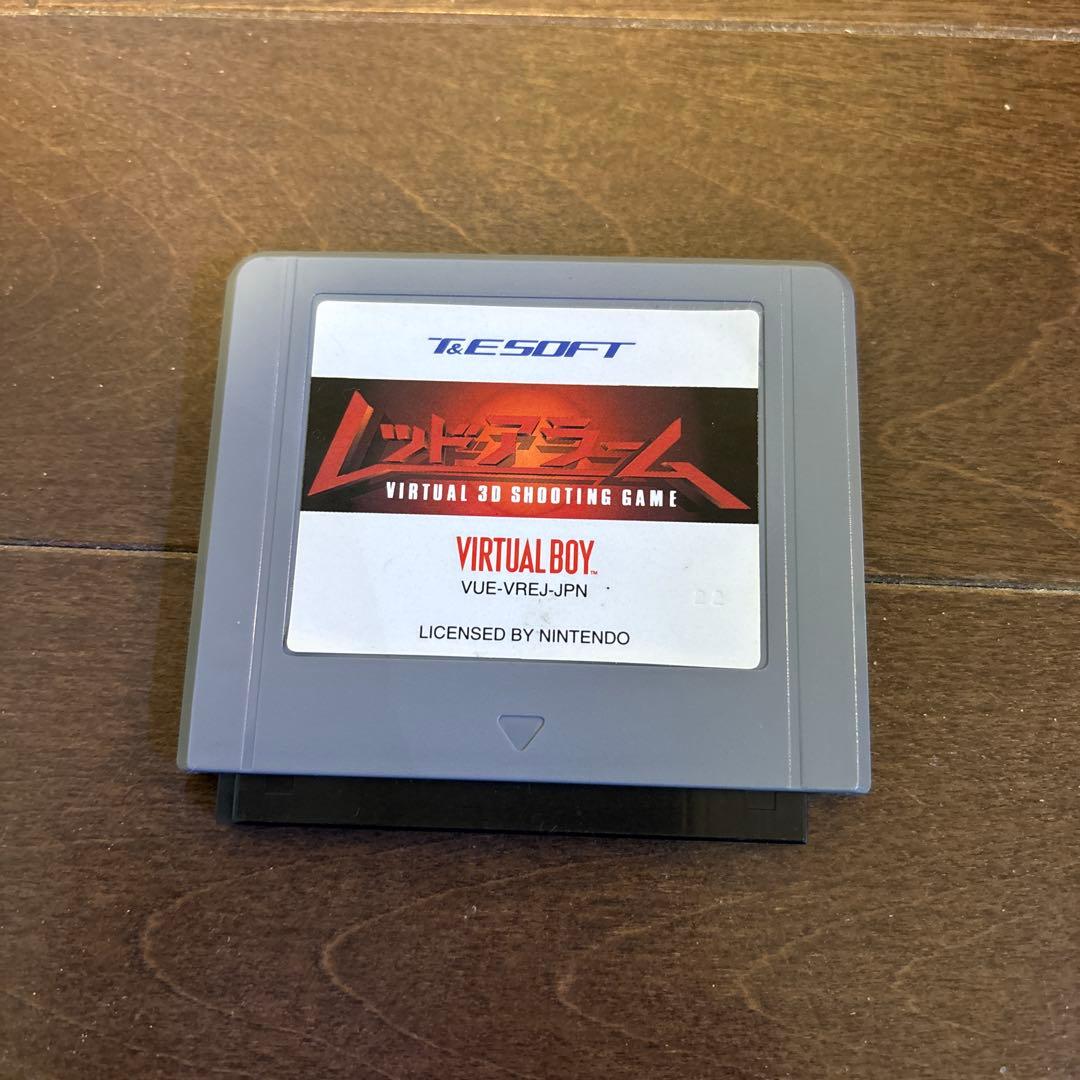 T&ESOFT
レッドアラーム
VIRTUAL 3D SHOOTING GAME
VIRTUAL BOY™
VUE-VREJ-JPN
LICENSED BY NINTENDO